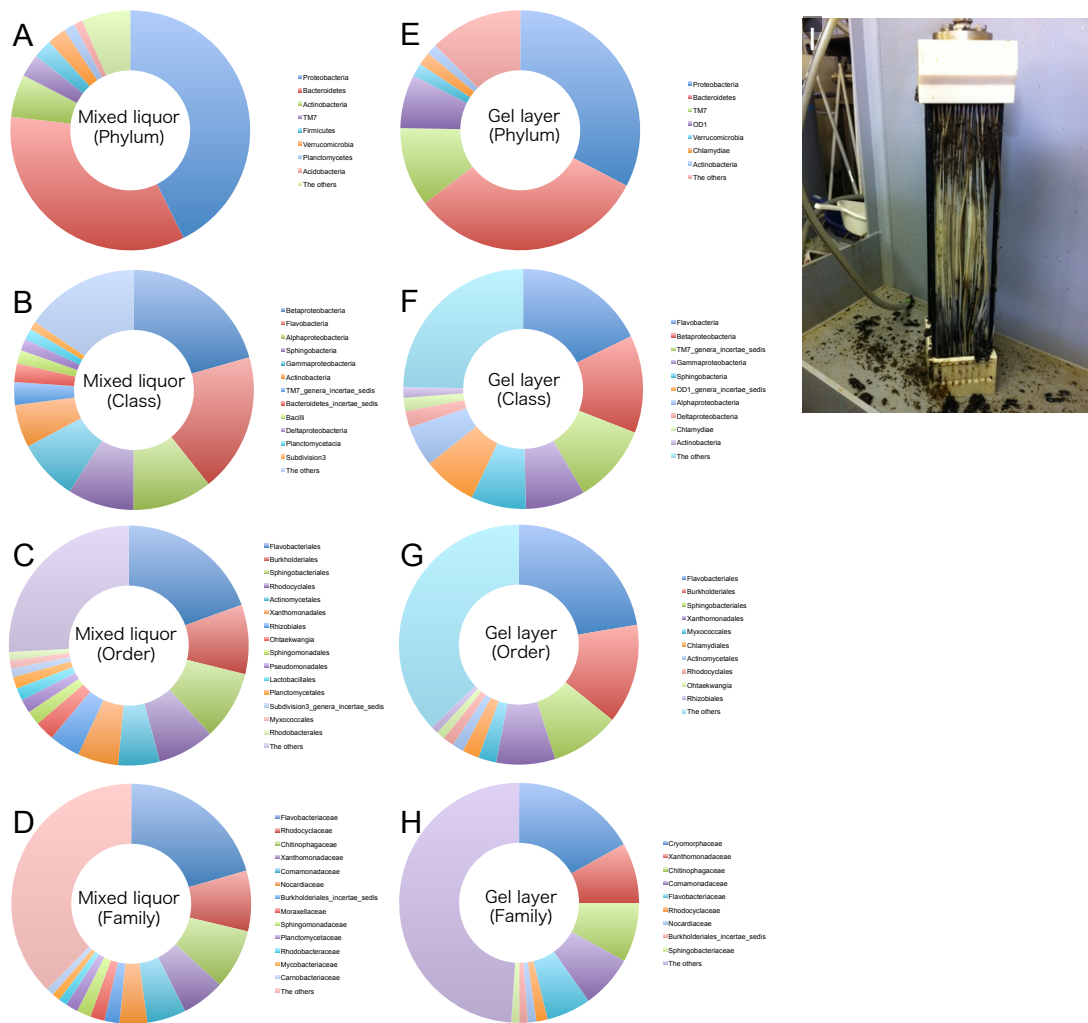 A
Mixed liquor
(Phylum)
Proteobacteria
Bacteroidetes
Actinobacteria
TM7
Firmicutes
Verrucomicrobia
Planctomycetes
Acidobacteria
The others
E
Gel layer
(Phylum)
Proteobacteria
Bacteroidetes
TM7
OD1
Verrucomicrobia
Chlamydiae
Actinobacteria
The others
I
B
Mixed liquor
(Class)
Betaproteobacteria
Flavobacteria
Alphaproteobacteria
Sphingobacteria
Gammaproteobacteria
Actinobacteria
TM7_genera_incertae_sedis
Bacteroidetes_incertae_sedis
Bacilli
Deltaproteobacteria
Planctomycetacia
Subdivision3
The others
F
Gel layer
(Class)
Flavobacteria
Betaproteobacteria
TM7_genera_incertae_sedis
Gammaproteobacteria
Sphingobacteria
OD1_genera_incertae_sedis
Alphaproteobacteria
Deltaproteobacteria
Chlamydiae
Actinobacteria
The others
C
Mixed liquor
(Order)
Flavobacteriales
Burkholderiales
Sphingobacteriales
Rhodocyclales
Actinomycetales
Xanthomonadales
Rhizobiales
Ohtaekwangia
Sphingomonadales
Pseudomonadales
Lactobacillales
Planctomycetales
Subdivision3_genera_incertae_sedis
Myxococcales
Rhodobacterales
The others
G
Gel layer
(Order)
Flavobacteriales
Burkholderiales
Sphingobacteriales
Xanthomonadales
Myxococcales
Chlamydiales
Actinomycetales
Rhodocyclales
Ohtaekwangia
Rhizobiales
The others
D
Mixed liquor
(Family)
Flavobacteriaceae
Rhodocyclaceae
Chitinophagaceae
Xanthomonadaceae
Comamonadaceae
Nocardiaceae
Burkholderiales_incertae_sedis
Moraxellaceae
Sphingomonadaceae
Planctomycetaceae
Rhodobacteraceae
Mycobacteriaceae
Carnobacteriaceae
The others
H
Gel layer
(Family)
Cryomorphaceae
Xanthomonadaceae
Chitinophagaceae
Comamonadaceae
Flavobacteriaceae
Rhodocyclaceae
Nocardiaceae
Burkholderiales_incertae_sedis
Sphingobacteriaceae
The others